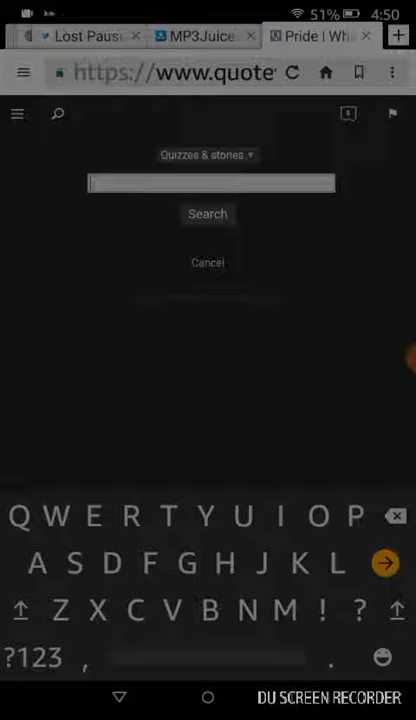 51% 4:50
Lost Paus × MP3Juice × Pride | Wh × +
https://www.quote
0
Quizzes & stories ▾
Search
Cancel
Q W E R T Y U I O P
A S D F G H J K L
Z X C V B N M ! ?
?123 , .
DU SCREEN RECORDER